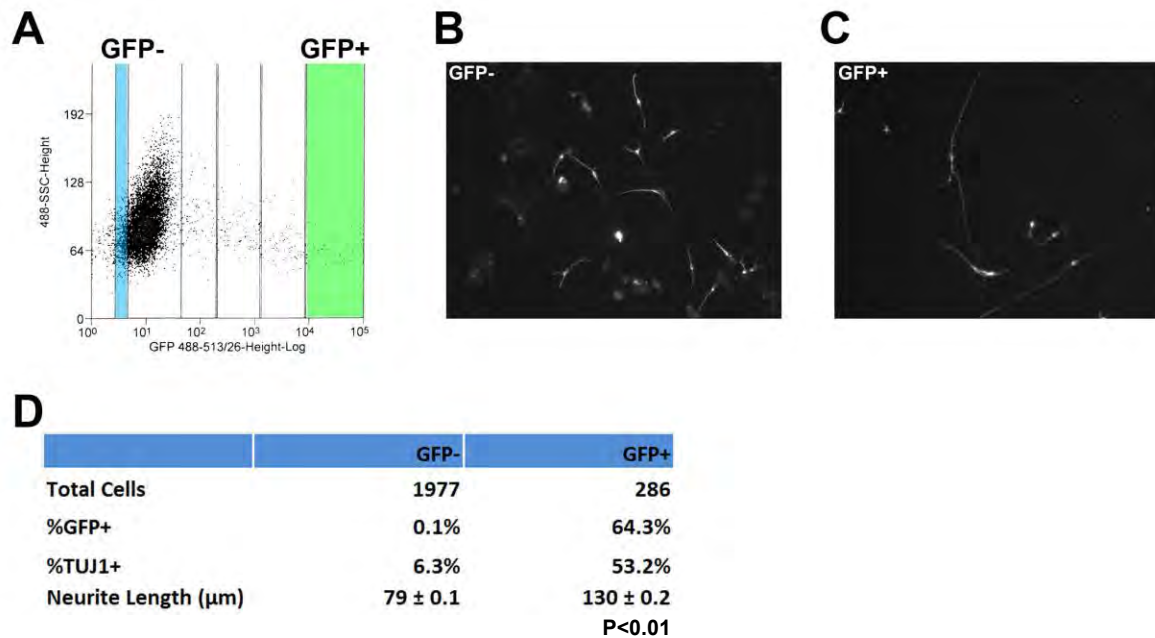 A
GFP-
GFP+
192
128
64
0
10⁰
10¹
10²
10³
10⁴
10⁵
488-SSC-Height
GFP 488-513/26-Height-Log
B
GFP-
C
GFP+
D
GFP- GFP+
Total Cells 1977 286
%GFP+ 0.1% 64.3%
%TUJ1+ 6.3% 53.2%
Neurite Length (µm) 79 ± 0.1 130 ± 0.2
P<0.01